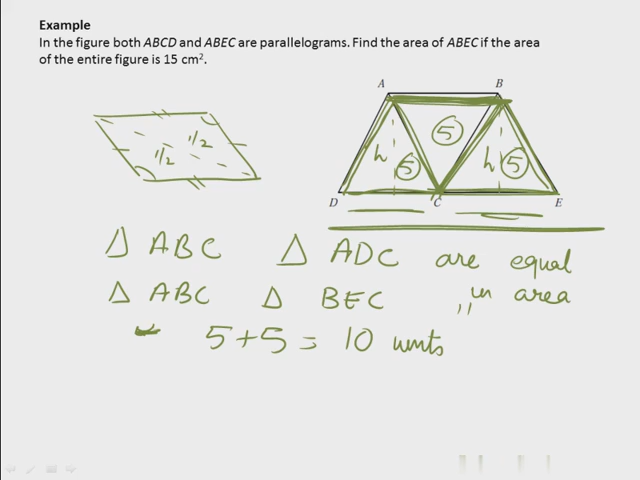 Example
In the figure both ABCD and ABEC are parallelograms. Find the area of ABEC if the area
of the entire figure is 15 cm².
A B
1/2 1/2
5
h 5 h 5
D C E
Δ ABC Δ ADC are equal
Δ ABC Δ BEC " in area
5+5 = 10 units